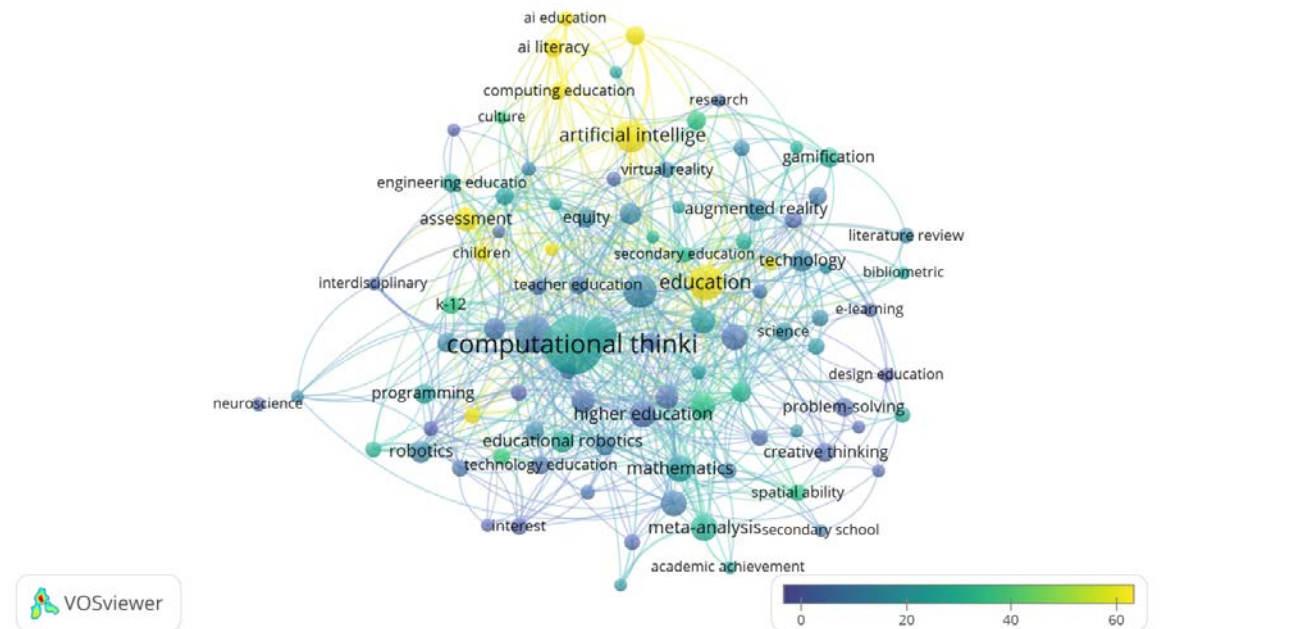 ai education
ai literacy
computing education
research
culture
artificial intellige
gamification
virtual reality
engineering educatio
augmented reality
assessment
equity
literature review
children
secondary education
technology
bibliometric
interdisciplinary
teacher education
education
k-12
e-learning
science
computational thinki
design education
programming
neuroscience
higher education
problem-solving
educational robotics
robotics
creative thinking
technology education
mathematics
spatial ability
interest
meta-analysis
secondary school
academic achievement
VOSviewer
0 20 40 60